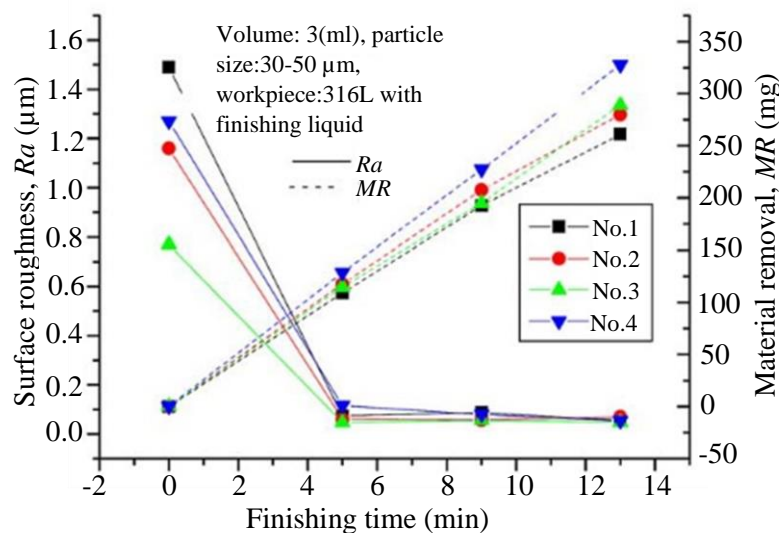 Volume: 3(ml), particle
size:30-50 µm,
workpiece:316L with
finishing liquid
Ra
MR
No.1
No.2
No.3
No.4
Surface roughness, Ra (µm)
1.6
1.4
1.2
1.0
0.8
0.6
0.4
0.2
0.0
Material removal, MR (mg)
350
300
250
200
150
100
50
0
-50
-2 0 2 4 6 8 10 12 14 16
Finishing time (min)